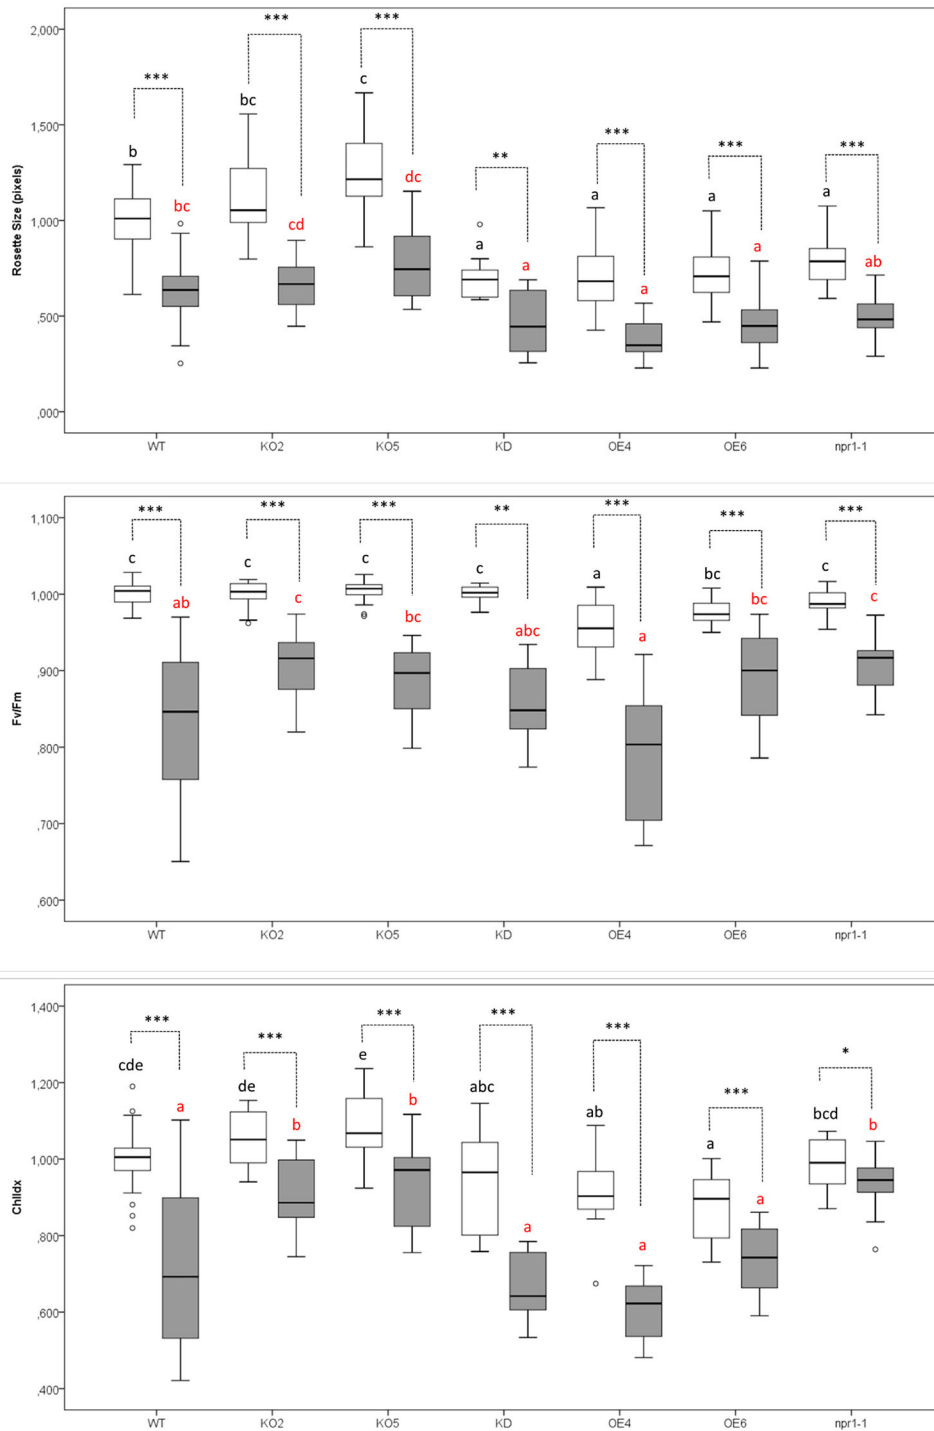 2,000
1,500
1,000
,500
,000
Rosette Size (pixels)
*** *** *** ** *** *** ***
b bc bc cd c dc a a a a a a a ab
WT KO2 KO5 KD OE4 OE6 npr1-1
1,100
1,000
,900
,800
,700
,600
Fv/Fm
*** *** *** ** *** *** ***
c ab c c c bc c abc a a bc bc c c
WT KO2 KO5 KD OE4 OE6 npr1-1
1,400
1,200
1,000
,800
,600
,400
ChlIdx
*** *** *** *** *** *** *
cde a de b e b abc a ab a a a bcd b
WT KO2 KO5 KD OE4 OE6 npr1-1